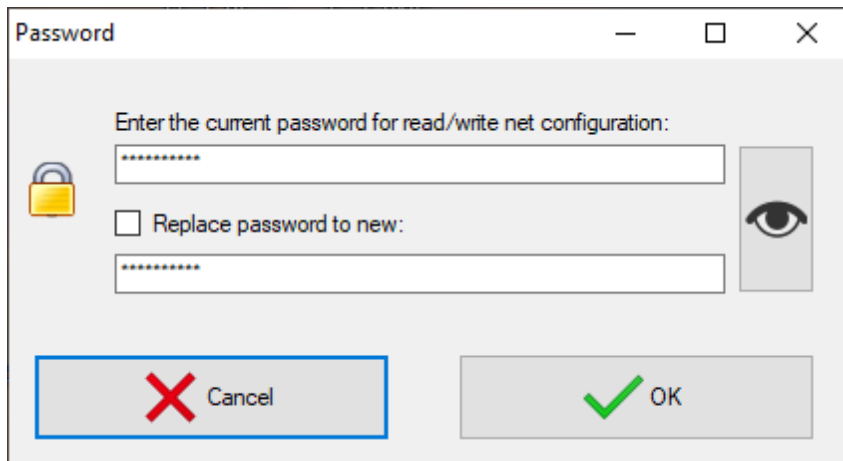 Password
Enter the current password for read/write net configuration:
**********
Replace password to new:
**********
Cancel
OK